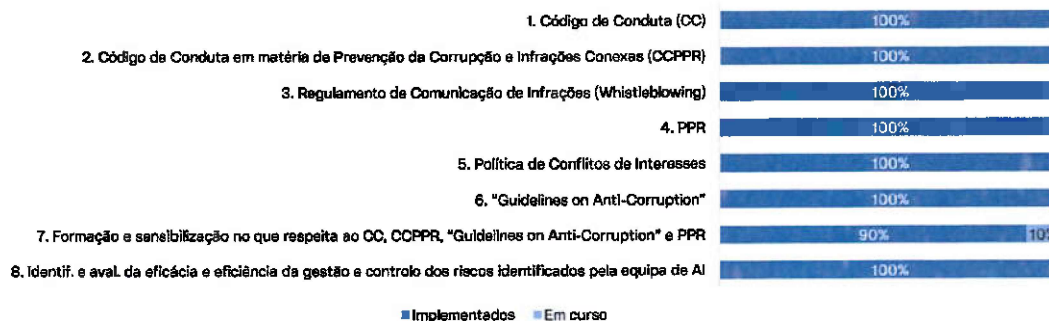 1. Código de Conduta (CC) 100%
2. Código de Conduta em matéria de Prevenção da Corrupção e Infrações Conexas (CCPPR) 100%
3. Regulamento de Comunicação de Infrações (Whistleblowing) 100%
4. PPR 100%
5. Política de Conflitos de Interesses 100%
6. "Guidelines on Anti-Corruption" 100%
7. Formação e sensibilização no que respeita ao CC, CCPPR, "Guidelines on Anti-Corruption" e PPR 90% 10%
8. Identif. e aval. da eficácia e eficiência da gestão e controlo dos riscos identificados pela equipa de AI 100%
Implementados Em curso